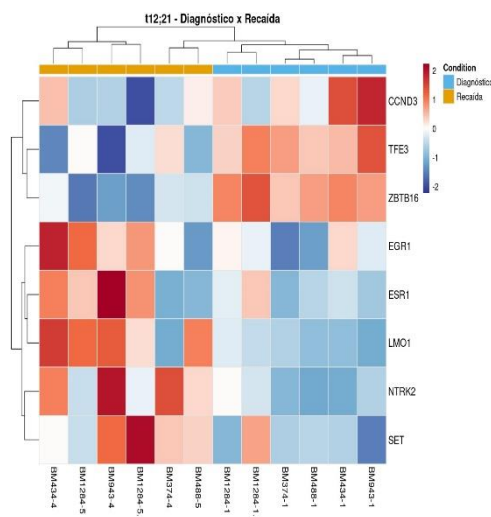 t12;21 - Diagnóstico x Recaída
Condition
Diagnóstico
Recaída
2
1
0
-1
-2
CCND3
TFE3
ZBTB16
EGR1
ESR1
LMO1
NTRK2
SET
BM434-4
BM1284-5
BM943-4
BM1284-5.
BM374-4
BM488-5
BM1284-1
BM1284-1.
BM374-1
BM488-1
BM434-1
BM943-1